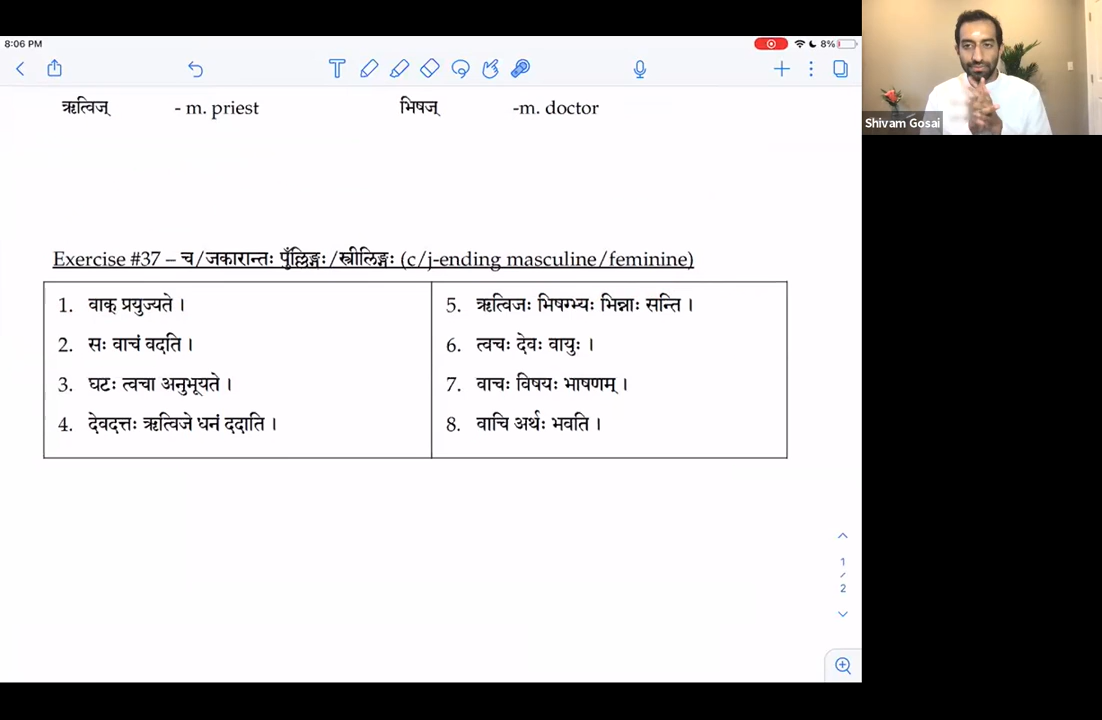 8:06 PM
8%
ऋत्विज् - m. priest भिषज् -m. doctor
Shivam Gosai
Exercise #37 – च/जकारान्तः पुँल्लिङ्गः/स्त्रीलिङ्गः (c/j-ending masculine/feminine)
1. वाक् प्रयुज्यते ।
2. सः वाचं वदति ।
3. घटः त्वचा अनुभूयते ।
4. देवदत्तः ऋत्विजे धनं ददाति ।
5. ऋत्विजः भिषग्भ्यः भिन्नाः सन्ति ।
6. त्वचः देवः वायुः ।
7. वाचः विषयः भाषणम् ।
8. वाचि अर्थः भवति ।
1
/
2